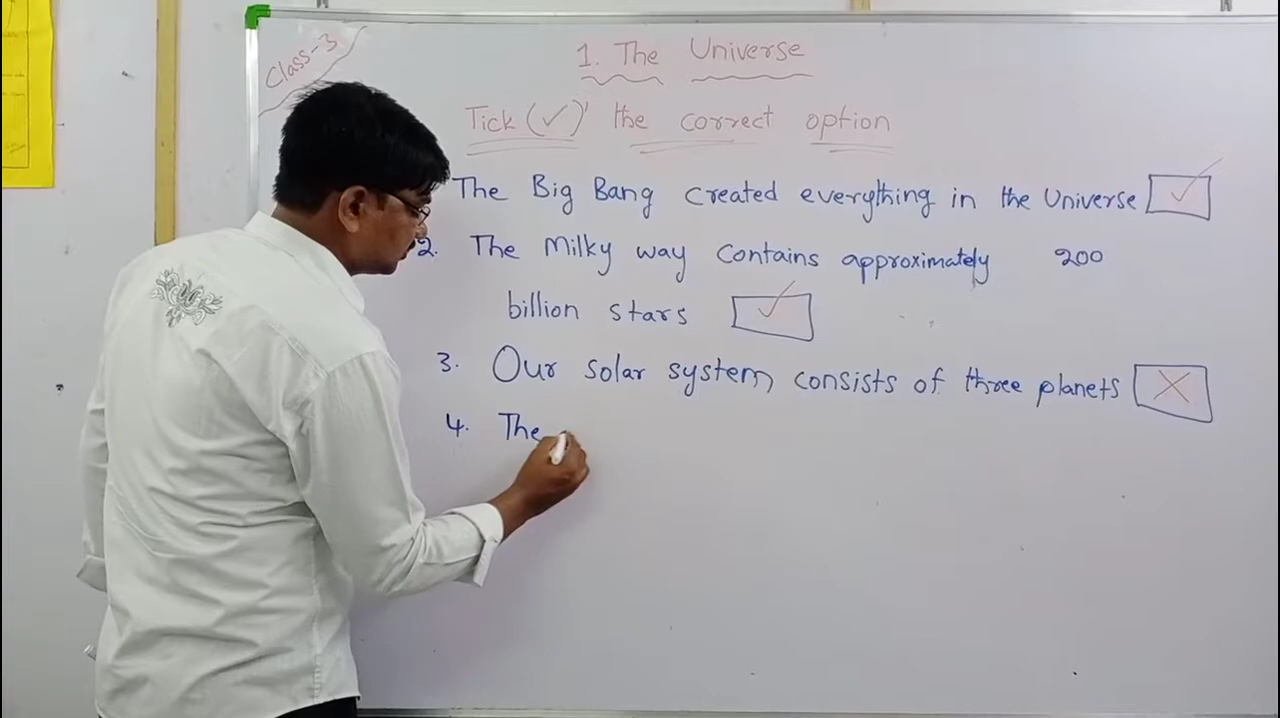 Class-3
1. The Universe
Tick (✓) the correct option
The Big Bang created everything in the Universe ✓
2. The Milky way contains approximately 200
billion stars ✓
3. Our solar system consists of three planets ✗
4. The